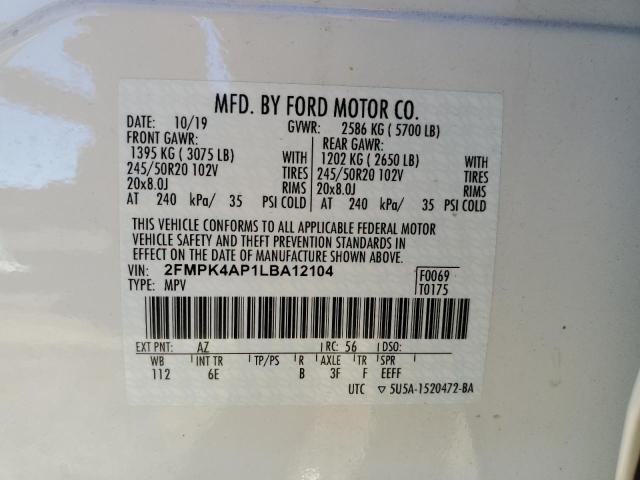 MFD. BY FORD MOTOR CO.
DATE: 10/19 GVWR: 2586 KG ( 5700 LB)
FRONT GAWR: REAR GAWR:
1395 KG ( 3075 LB) WITH 1202 KG ( 2650 LB) WITH
245/50R20 102V TIRES 245/50R20 102V TIRES
20x8.0J RIMS 20x8.0J RIMS
AT 240 kPa/ 35 PSI COLD AT 240 kPa/ 35 PSI COLD
THIS VEHICLE CONFORMS TO ALL APPLICABLE FEDERAL MOTOR
VEHICLE SAFETY AND THEFT PREVENTION STANDARDS IN
EFFECT ON THE DATE OF MANUFACTURE SHOWN ABOVE.
VIN: 2FMPK4AP1LBA12104 F0069
TYPE: MPV T0175
EXT PNT: AZ RC: 56 DSO:
WB INT TR TP/PS R AXLE TR SPR
112 6E B 3F F EEFF
UTC ▽ 5U5A-1520472-BA